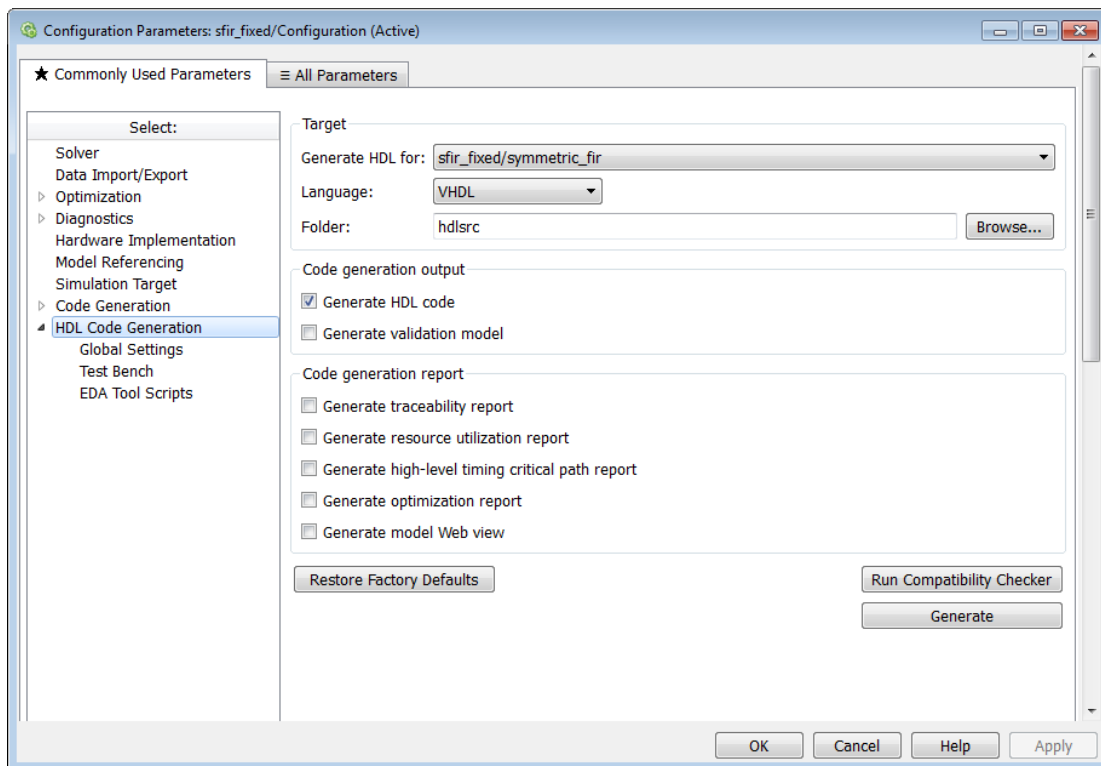 Configuration Parameters: sfir_fixed/Configuration (Active)
★ Commonly Used Parameters
≡ All Parameters
Select:
Solver
Data Import/Export
Optimization
Diagnostics
Hardware Implementation
Model Referencing
Simulation Target
Code Generation
HDL Code Generation
Global Settings
Test Bench
EDA Tool Scripts
Target
Generate HDL for: sfir_fixed/symmetric_fir
Language: VHDL
Folder: hdlsrc Browse...
Code generation output
Generate HDL code
Generate validation model
Code generation report
Generate traceability report
Generate resource utilization report
Generate high-level timing critical path report
Generate optimization report
Generate model Web view
Restore Factory Defaults
Run Compatibility Checker
Generate
OK Cancel Help Apply